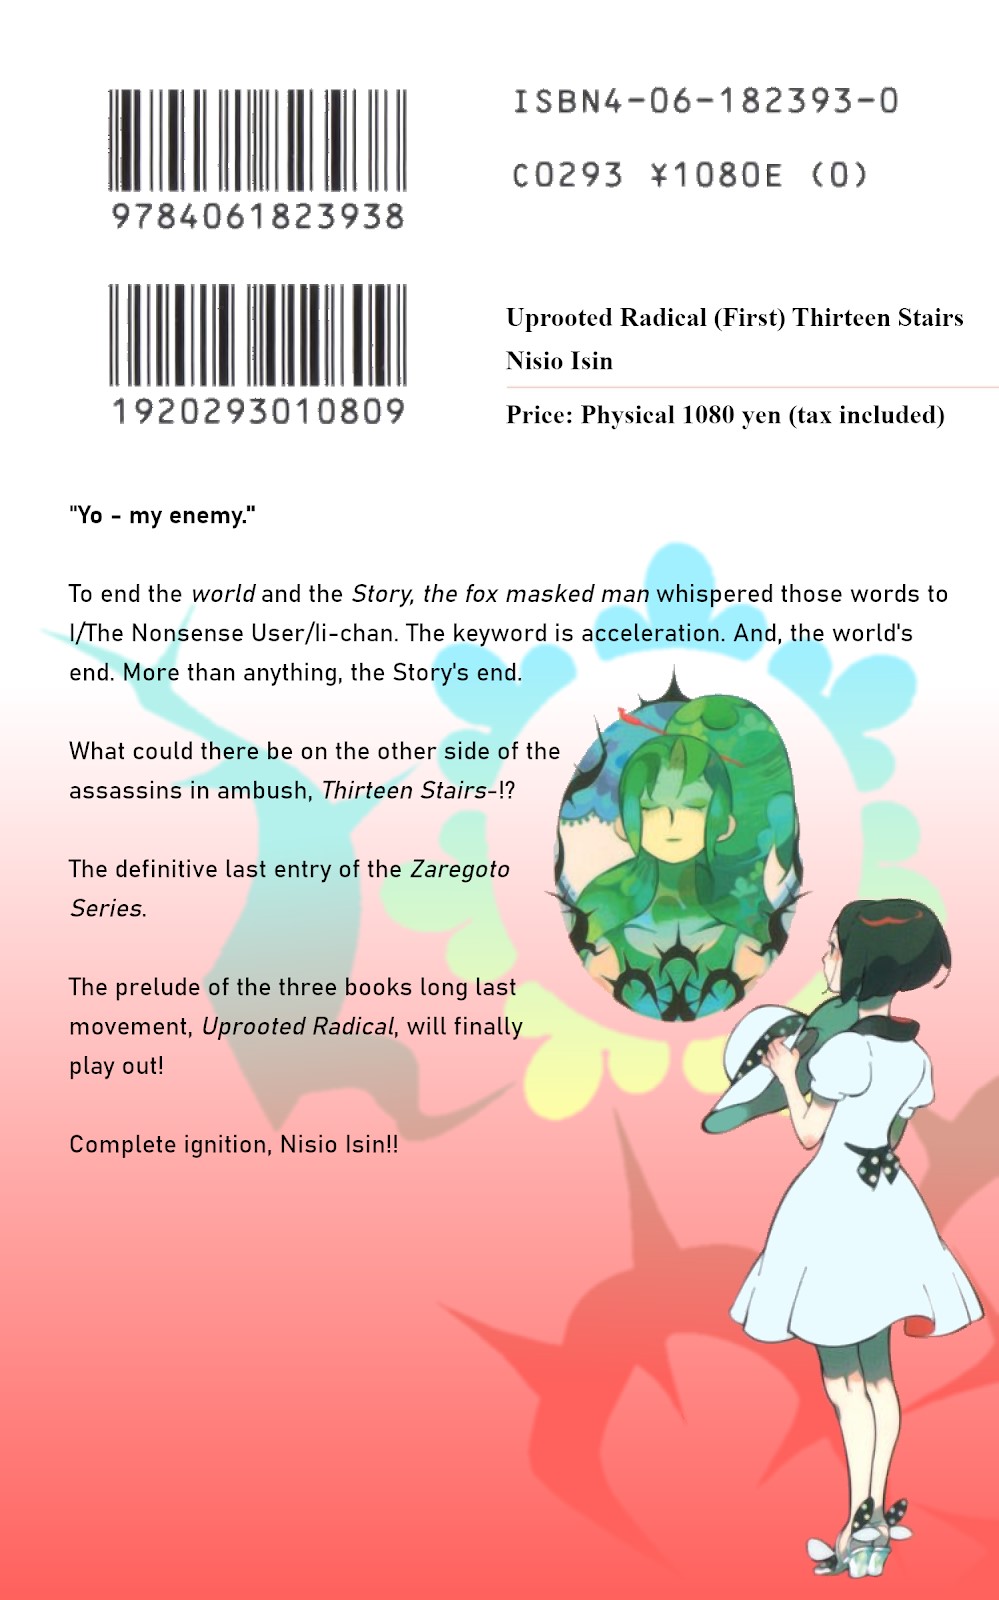 9784061823938
ISBN4-06-182393-0
C0293 ¥1080E (0)
1920293010809
Uprooted Radical (First) Thirteen Stairs
Nisio Isin
Price: Physical 1080 yen (tax included)
"Yo - my enemy."
To end the world and the Story, the fox masked man whispered those words to
I/The Nonsense User/Ii-chan. The keyword is acceleration. And, the world's
end. More than anything, the Story's end.
What could there be on the other side of the
assassins in ambush, Thirteen Stairs-!?
The definitive last entry of the Zaregoto
Series.
The prelude of the three books long last
movement, Uprooted Radical, will finally
play out!
Complete ignition, Nisio Isin!!